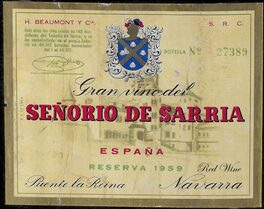 H. BEAUMONT Y Cª.
S. R. C.
BOTELLA Nº 27389
Gran vino del
SEÑORIO DE SARRIA
ESPAÑA
RESERVA 1959
Red Wine
Puente la Reina
Navarra